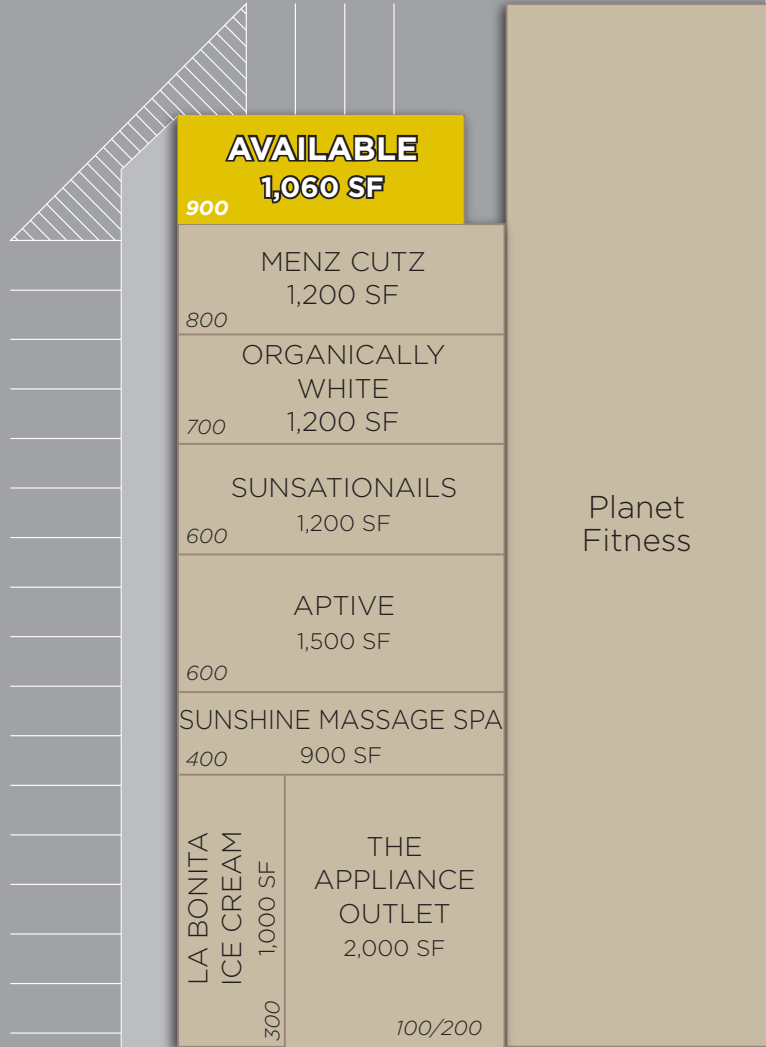 AVAILABLE
1,060 SF
900
MENZ CUTZ
1,200 SF
800
ORGANICALLY
WHITE
1,200 SF
700
SUNSATIONAILS
1,200 SF
600
APTIVE
1,500 SF
600
SUNSHINE MASSAGE SPA
900 SF
400
LA BONITA
ICE CREAM
1,000 SF
300
THE
APPLIANCE
OUTLET
2,000 SF
100/200
Planet
Fitness